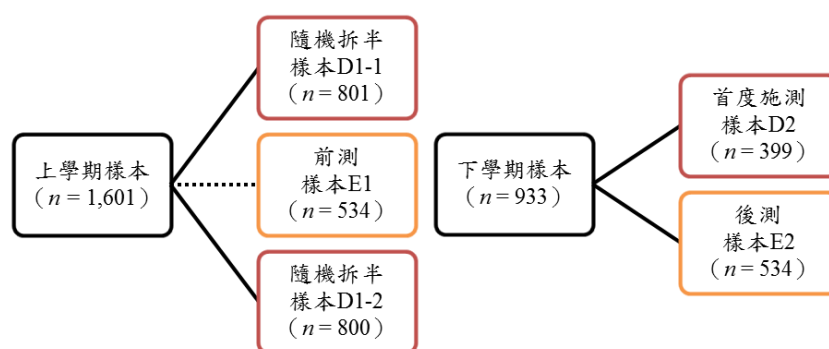 隨機拆半
樣本D1-1
（n = 801）
上學期樣本
（n = 1,601）
前測
樣本E1
（n = 534）
隨機拆半
樣本D1-2
（n = 800）
下學期樣本
（n = 933）
首度施測
樣本D2
（n = 399）
後測
樣本E2
（n = 534）